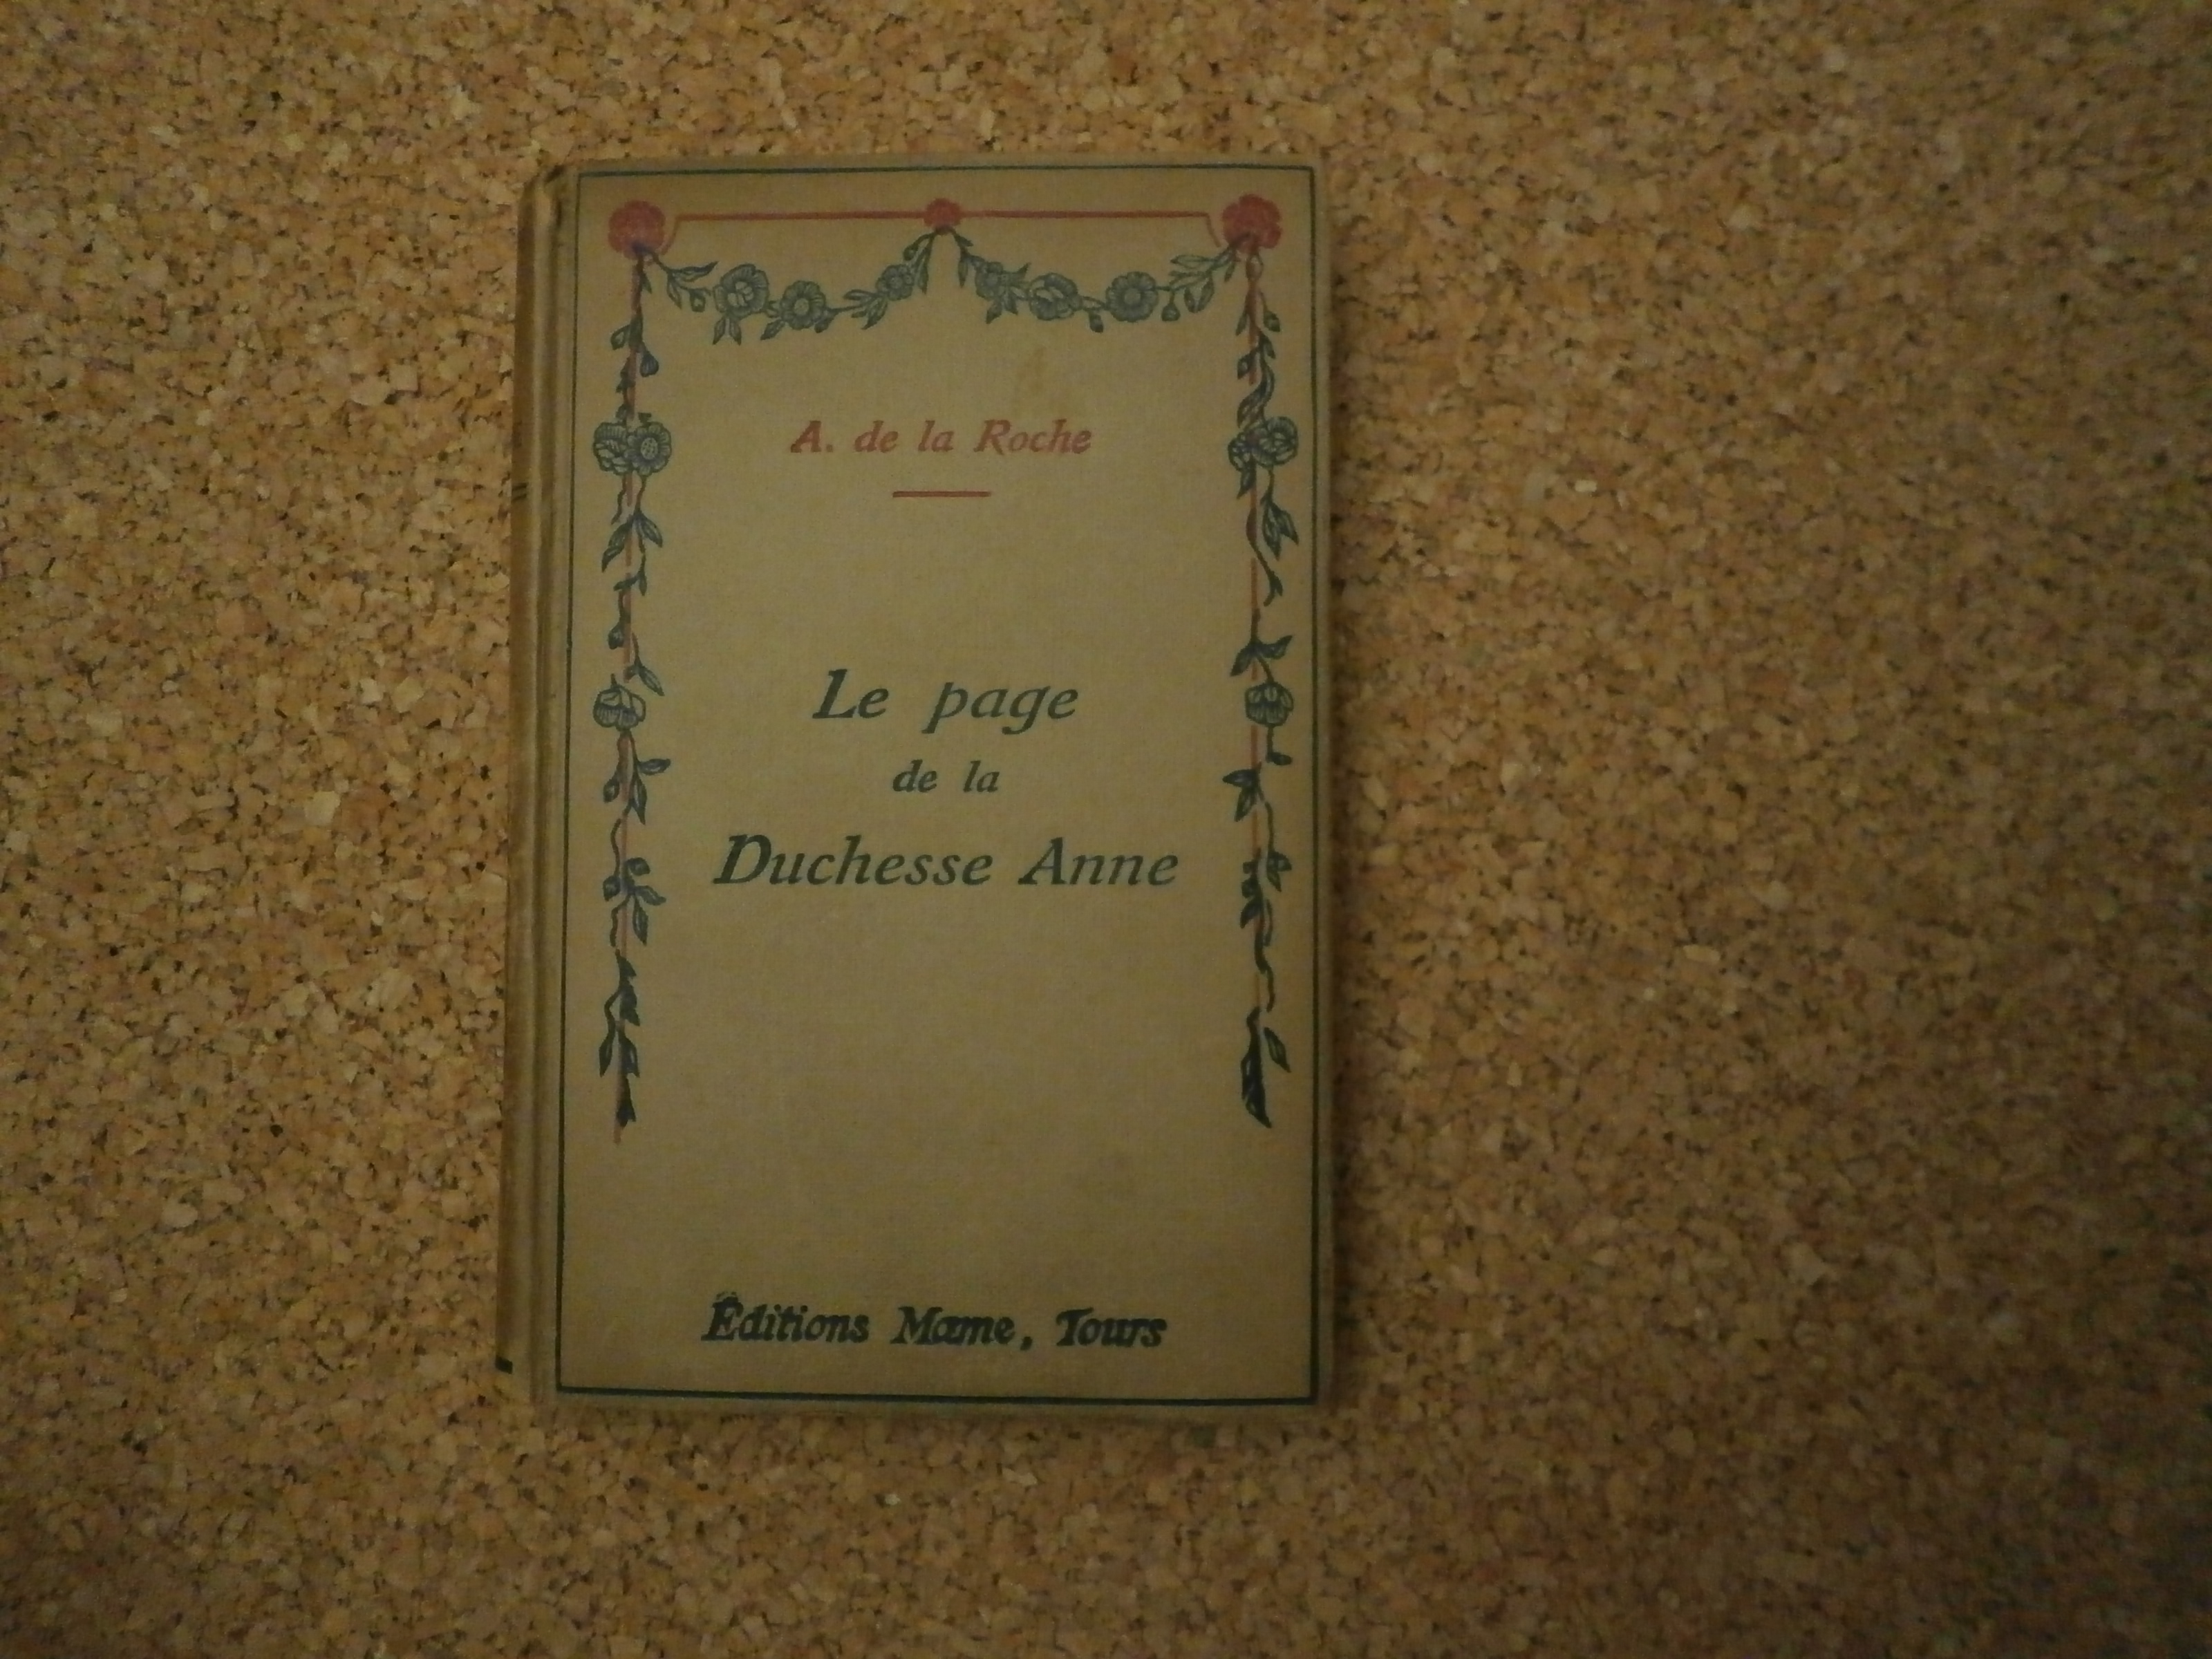 A. de la Roche
Le page
de la
Duchesse Anne
Éditions Mame, Tours